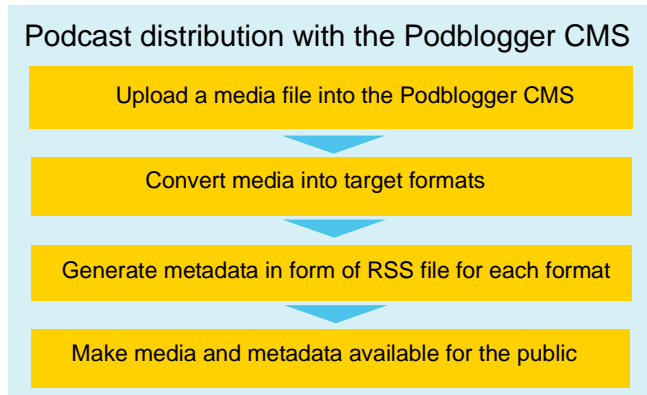 Podcast distribution with the Podblogger CMS
Upload a media file into the Podblogger CMS
Convert media into target formats
Generate metadata in form of RSS file for each format
Make media and metadata available for the public